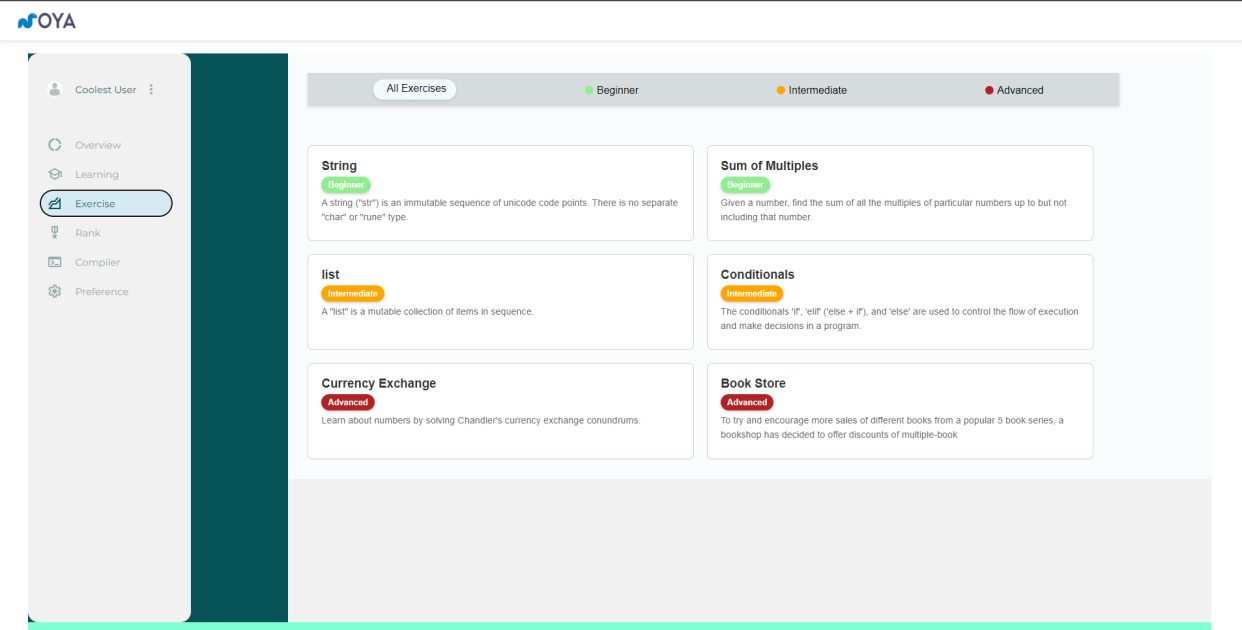 NOYA
Coolest User
Overview
Learning
Exercise
Rank
Compiler
Preference
All Exercises
Beginner
Intermediate
Advanced
String
Beginner
A string ("str") is an immutable sequence of unicode code points. There is no separate
"char" or "rune" type.
Sum of Multiples
Beginner
Given a number, find the sum of all the multiples of particular numbers up to but not
including that number.
list
Intermediate
A "list" is a mutable collection of items in sequence.
Conditionals
Intermediate
The conditionals 'if', 'elif' ('else + if'), and 'else' are used to control the flow of execution
and make decisions in a program.
Currency Exchange
Advanced
Learn about numbers by solving Chandler's currency exchange conundrums.
Book Store
Advanced
To try and encourage more sales of different books from a popular 5 book series, a
bookshop has decided to offer discounts of multiple-book